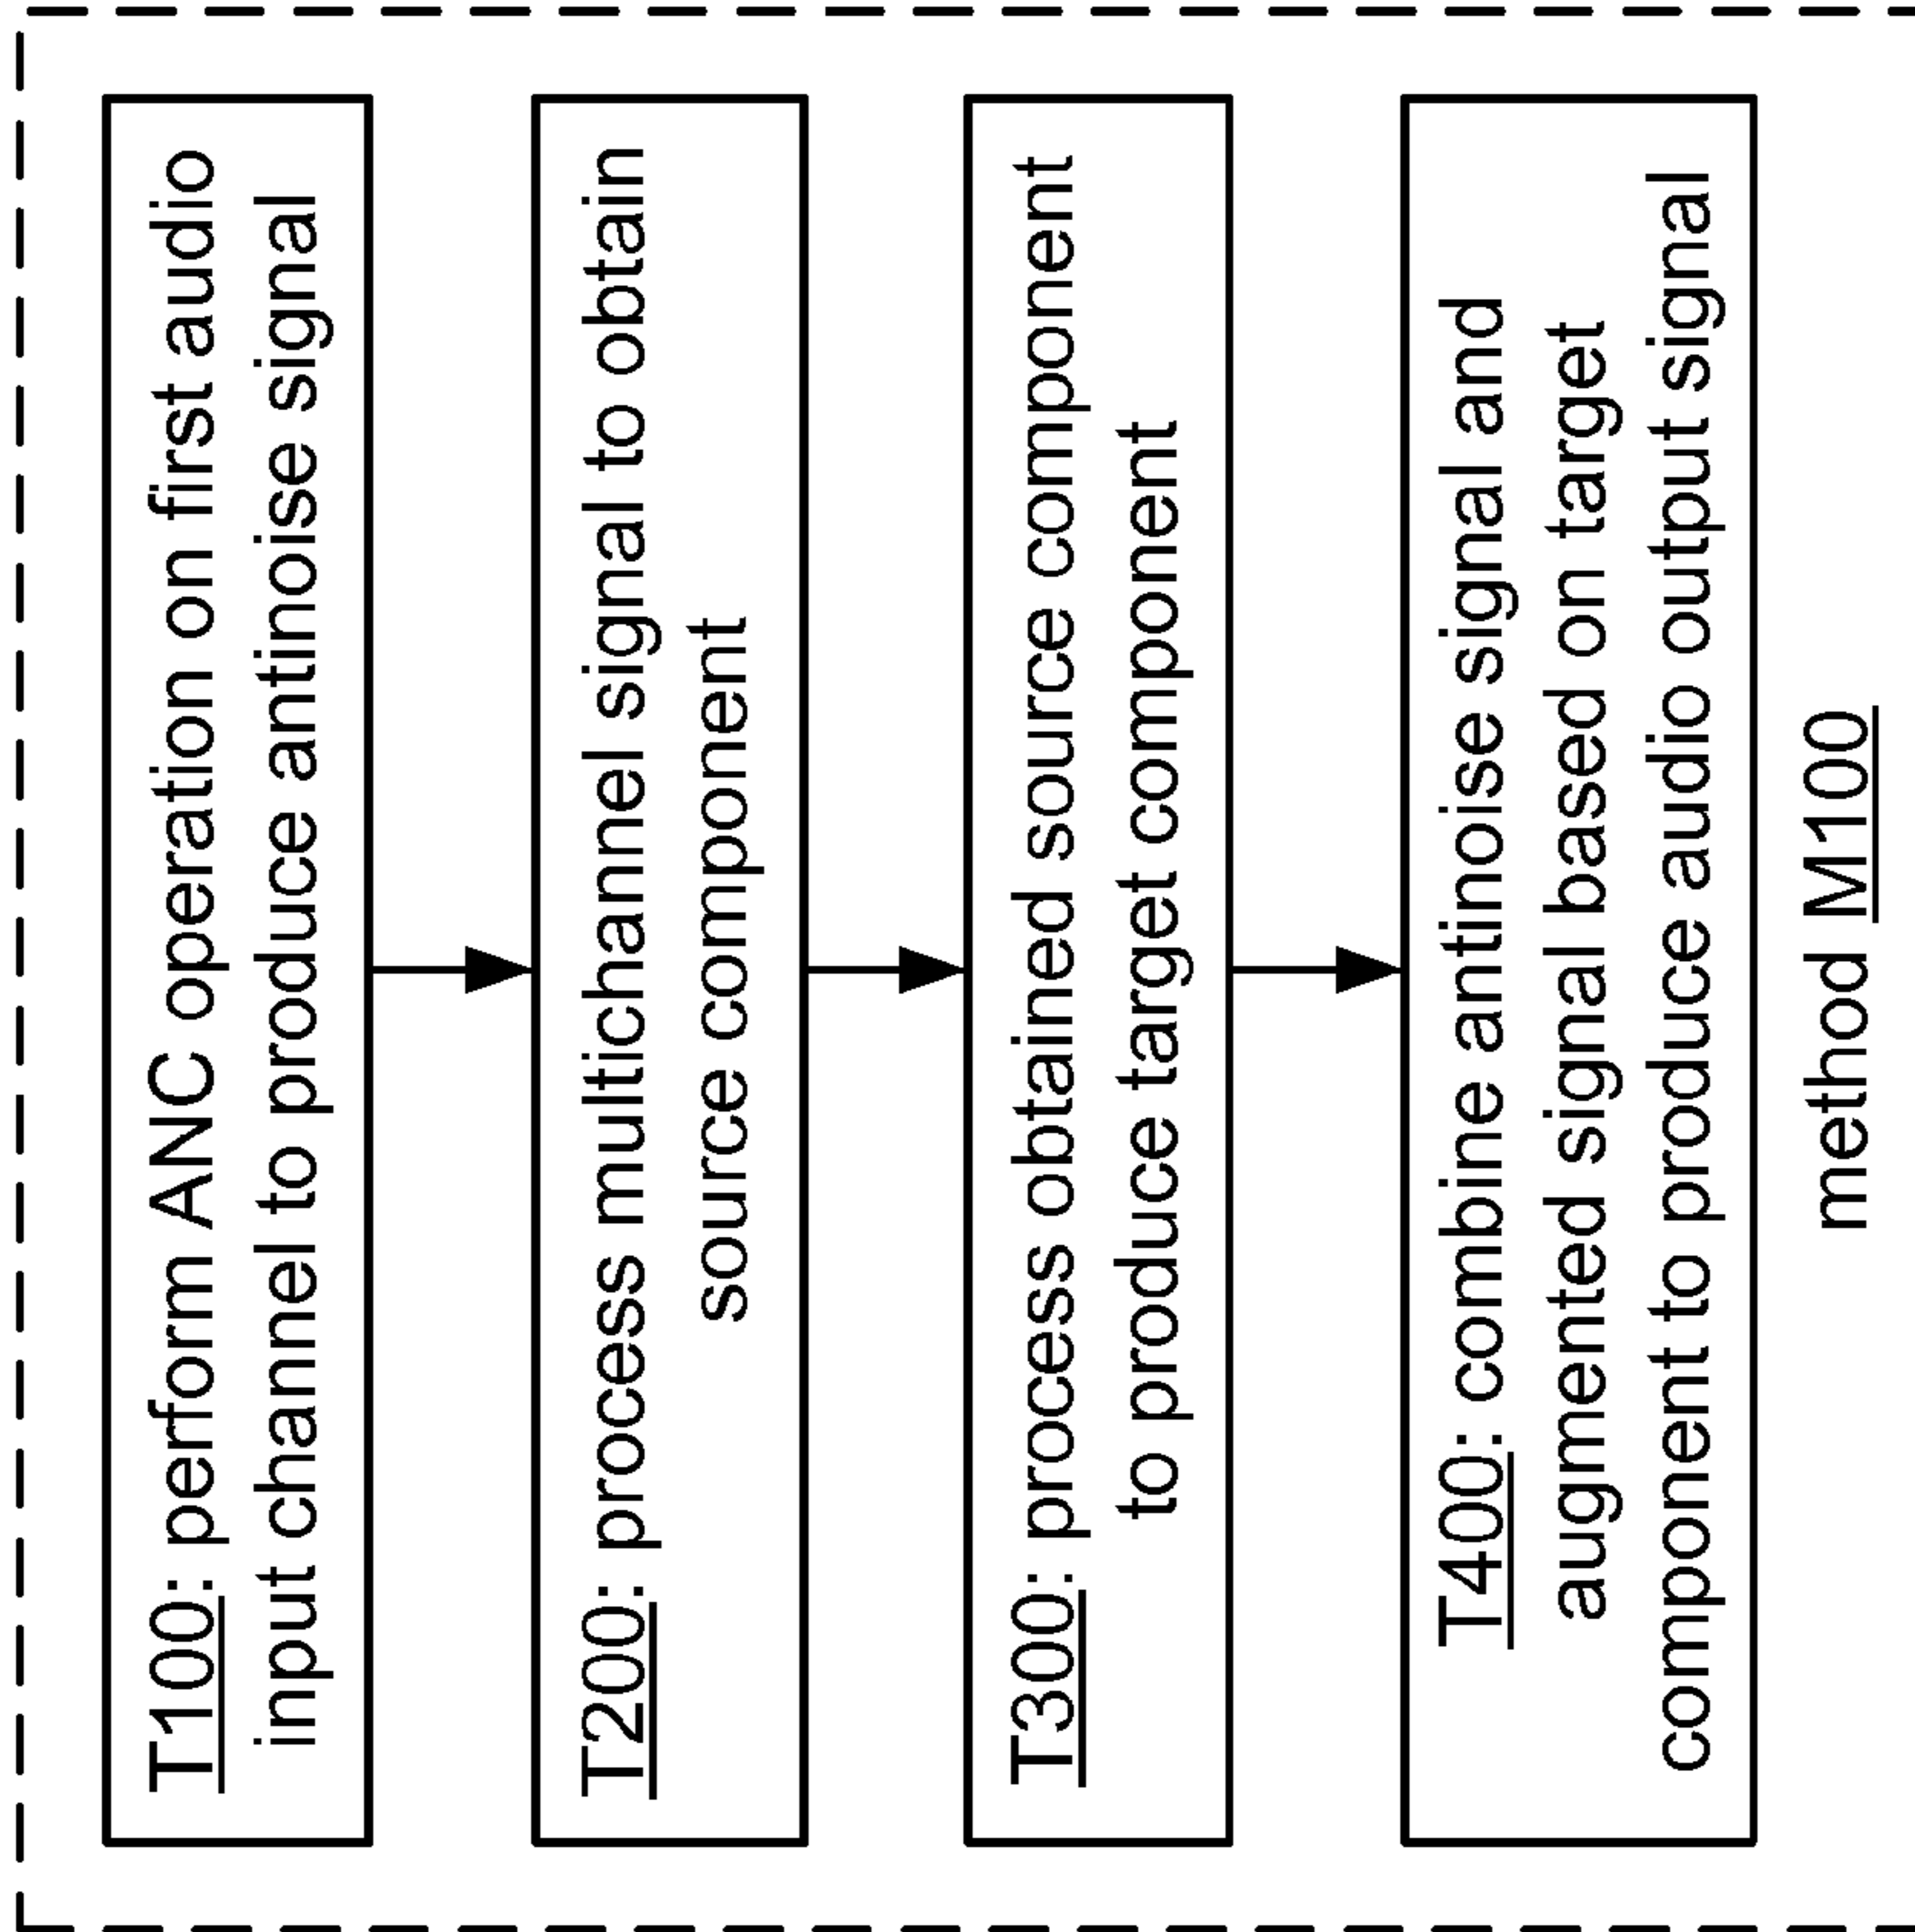 T100: perform ANC operation on first audio
input channel to produce antinoise signal
T200: process multichannel signal to obtain
source component
T300: process obtained source component
to produce target component
T400: combine antinoise signal and
augmented signal based on target
component to produce audio output signal
method M100